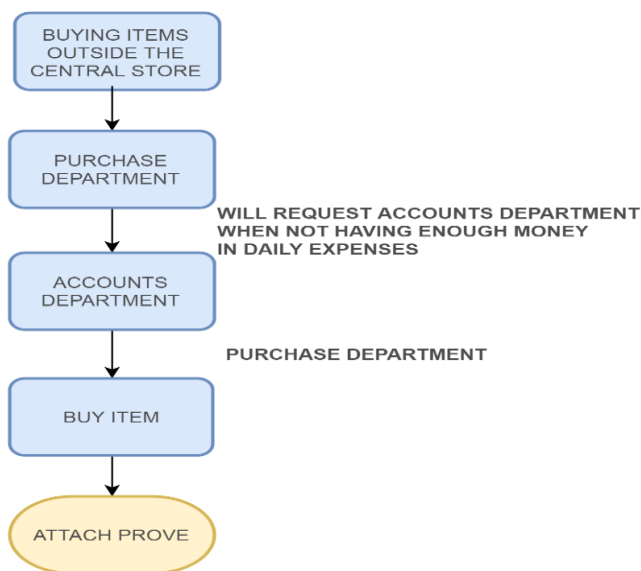 BUYING ITEMS
OUTSIDE THE
CENTRAL STORE
PURCHASE
DEPARTMENT
WILL REQUEST ACCOUNTS DEPARTMENT
WHEN NOT HAVING ENOUGH MONEY
IN DAILY EXPENSES
ACCOUNTS
DEPARTMENT
PURCHASE DEPARTMENT
BUY ITEM
ATTACH PROVE